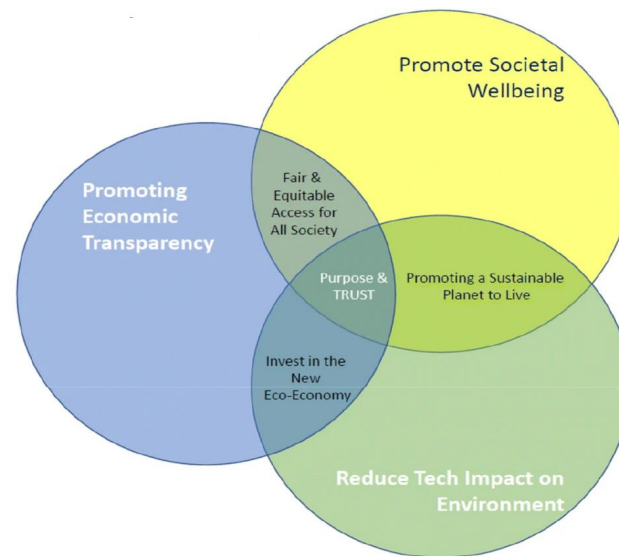 Promote Societal
Wellbeing
Fair &
Equitable
Access for
All Society
Promoting
Economic
Transparency
Purpose &
TRUST
Promoting a Sustainable
Planet to Live
Invest in the
New
Eco-Economy
Reduce Tech Impact on
Environment